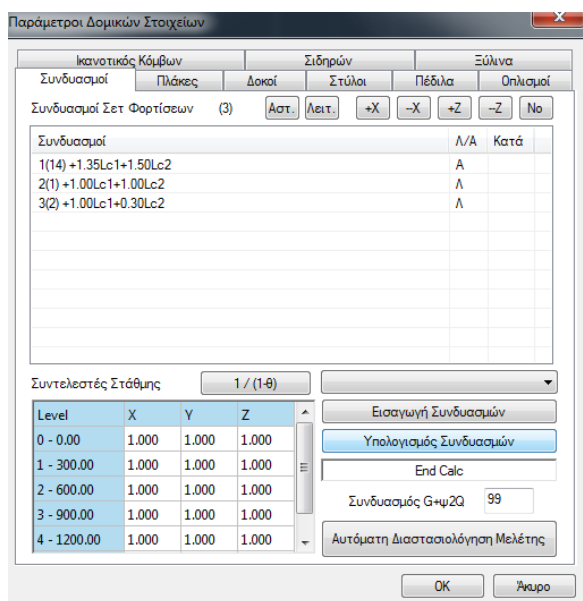 Παράμετροι Δομικών Στοιχείων
Ικανοτικός Κόμβων Σιδηρών Ξύλινα
Συνδυασμοί Πλάκες Δοκοί Στύλοι Πέδιλα Οπλισμοί
Συνδυασμοί Σετ Φορτίσεων (3) Αστ. Λειτ. +X -X +Z -Z No
Συνδυασμοί Λ/Α Κατά
1(14) +1.35Lc1+1.50Lc2 Α
2(1) +1.00Lc1+1.00Lc2 Λ
3(2) +1.00Lc1+0.30Lc2 Λ
Συντελεστές Στάθμης 1 / (1-θ)
Level X Y Z Εισαγωγή Συνδυασμών
0 - 0.00 1.000 1.000 1.000 Υπολογισμός Συνδυασμών
1 - 300.00 1.000 1.000 1.000 End Calc
2 - 600.00 1.000 1.000 1.000 Συνδυασμός G+ψ2Q 99
3 - 900.00 1.000 1.000 1.000
4 - 1200.00 1.000 1.000 1.000 Αυτόματη Διαστασιολόγηση Μελέτης
OK Άκυρο